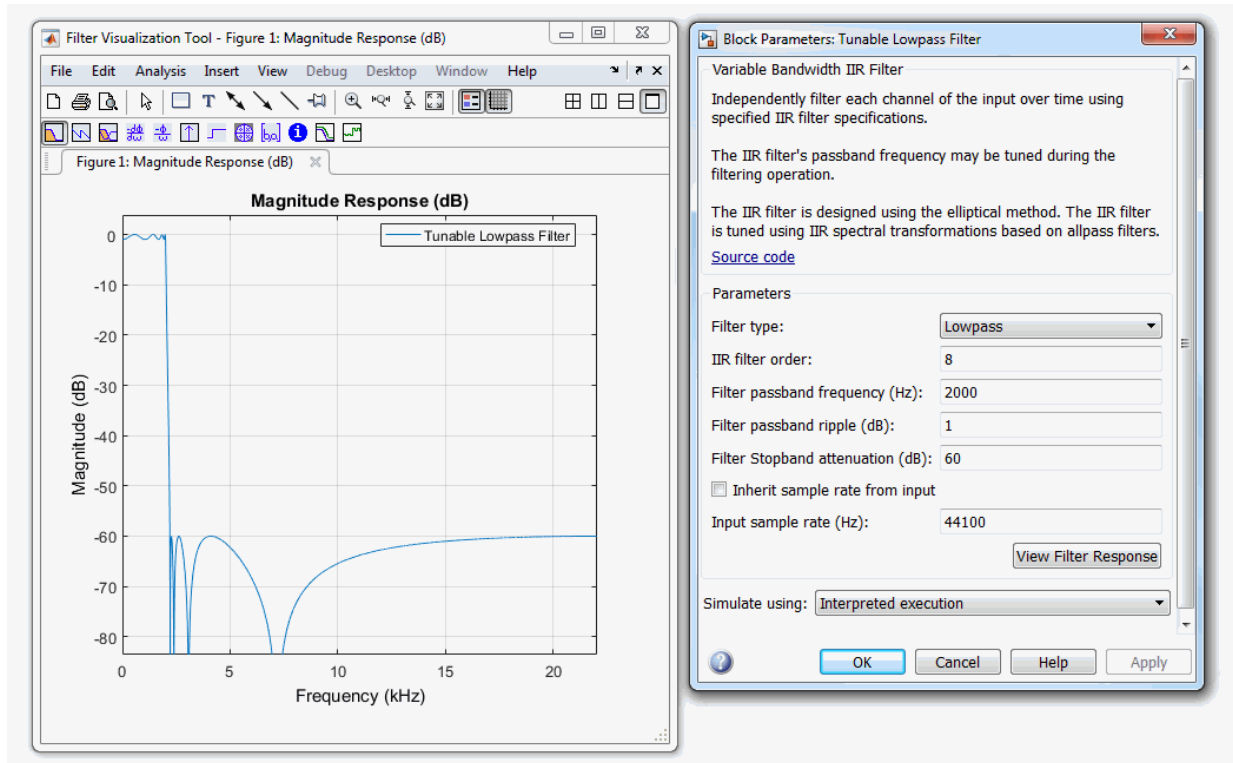 Filter Visualization Tool - Figure 1: Magnitude Response (dB)
File Edit Analysis Insert View Debug Desktop Window Help
Figure 1: Magnitude Response (dB)
Magnitude Response (dB)
Tunable Lowpass Filter
0
-10
-20
-30
-40
-50
-60
-70
-80
Magnitude (dB)
0 5 10 15 20
Frequency (kHz)
Block Parameters: Tunable Lowpass Filter
Variable Bandwidth IIR Filter
Independently filter each channel of the input over time using
specified IIR filter specifications.
The IIR filter's passband frequency may be tuned during the
filtering operation.
The IIR filter is designed using the elliptical method. The IIR filter
is tuned using IIR spectral transformations based on allpass filters.
Source code
Parameters
Filter type: Lowpass
IIR filter order: 8
Filter passband frequency (Hz): 2000
Filter passband ripple (dB): 1
Filter Stopband attenuation (dB): 60
Inherit sample rate from input
Input sample rate (Hz): 44100
View Filter Response
Simulate using: Interpreted execution
OK Cancel Help Apply